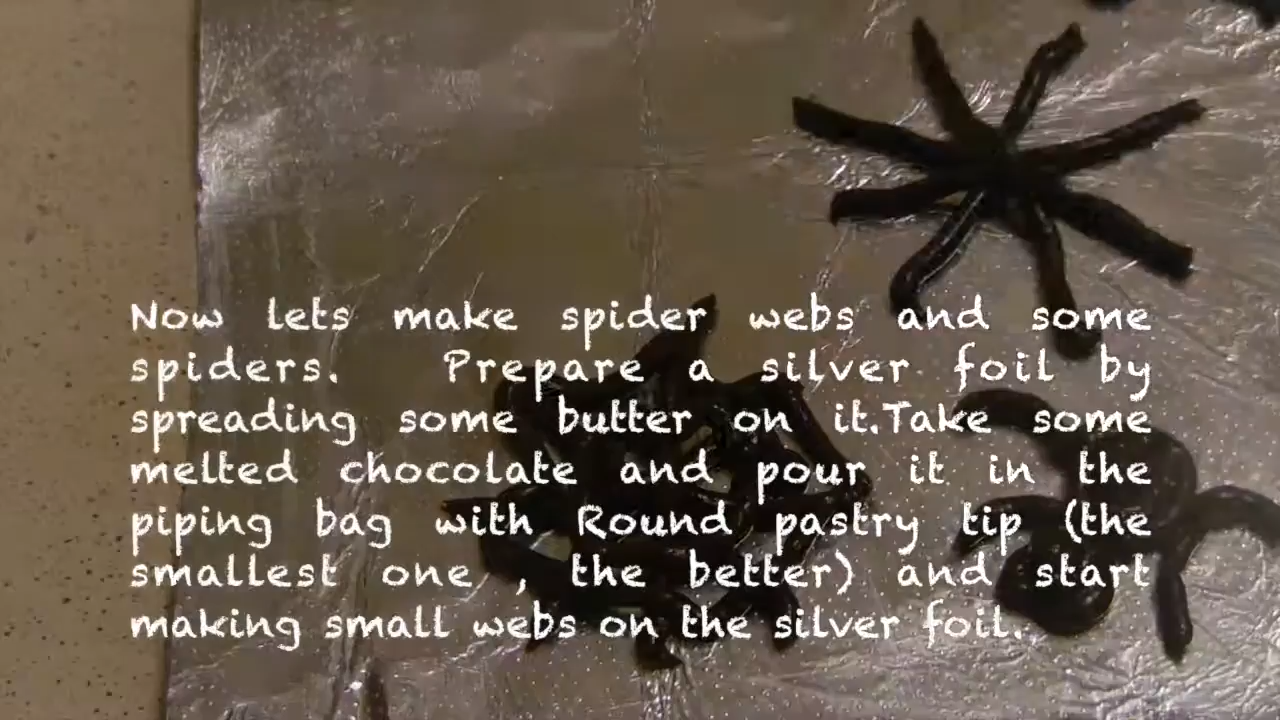 Now lets make spider webs and some
spiders. Prepare a silver foil by
spreading some butter on it.Take some
melted chocolate and pour it in the
piping bag with Round pastry tip (the
smallest one , the better) and start
making small webs on the silver foil.